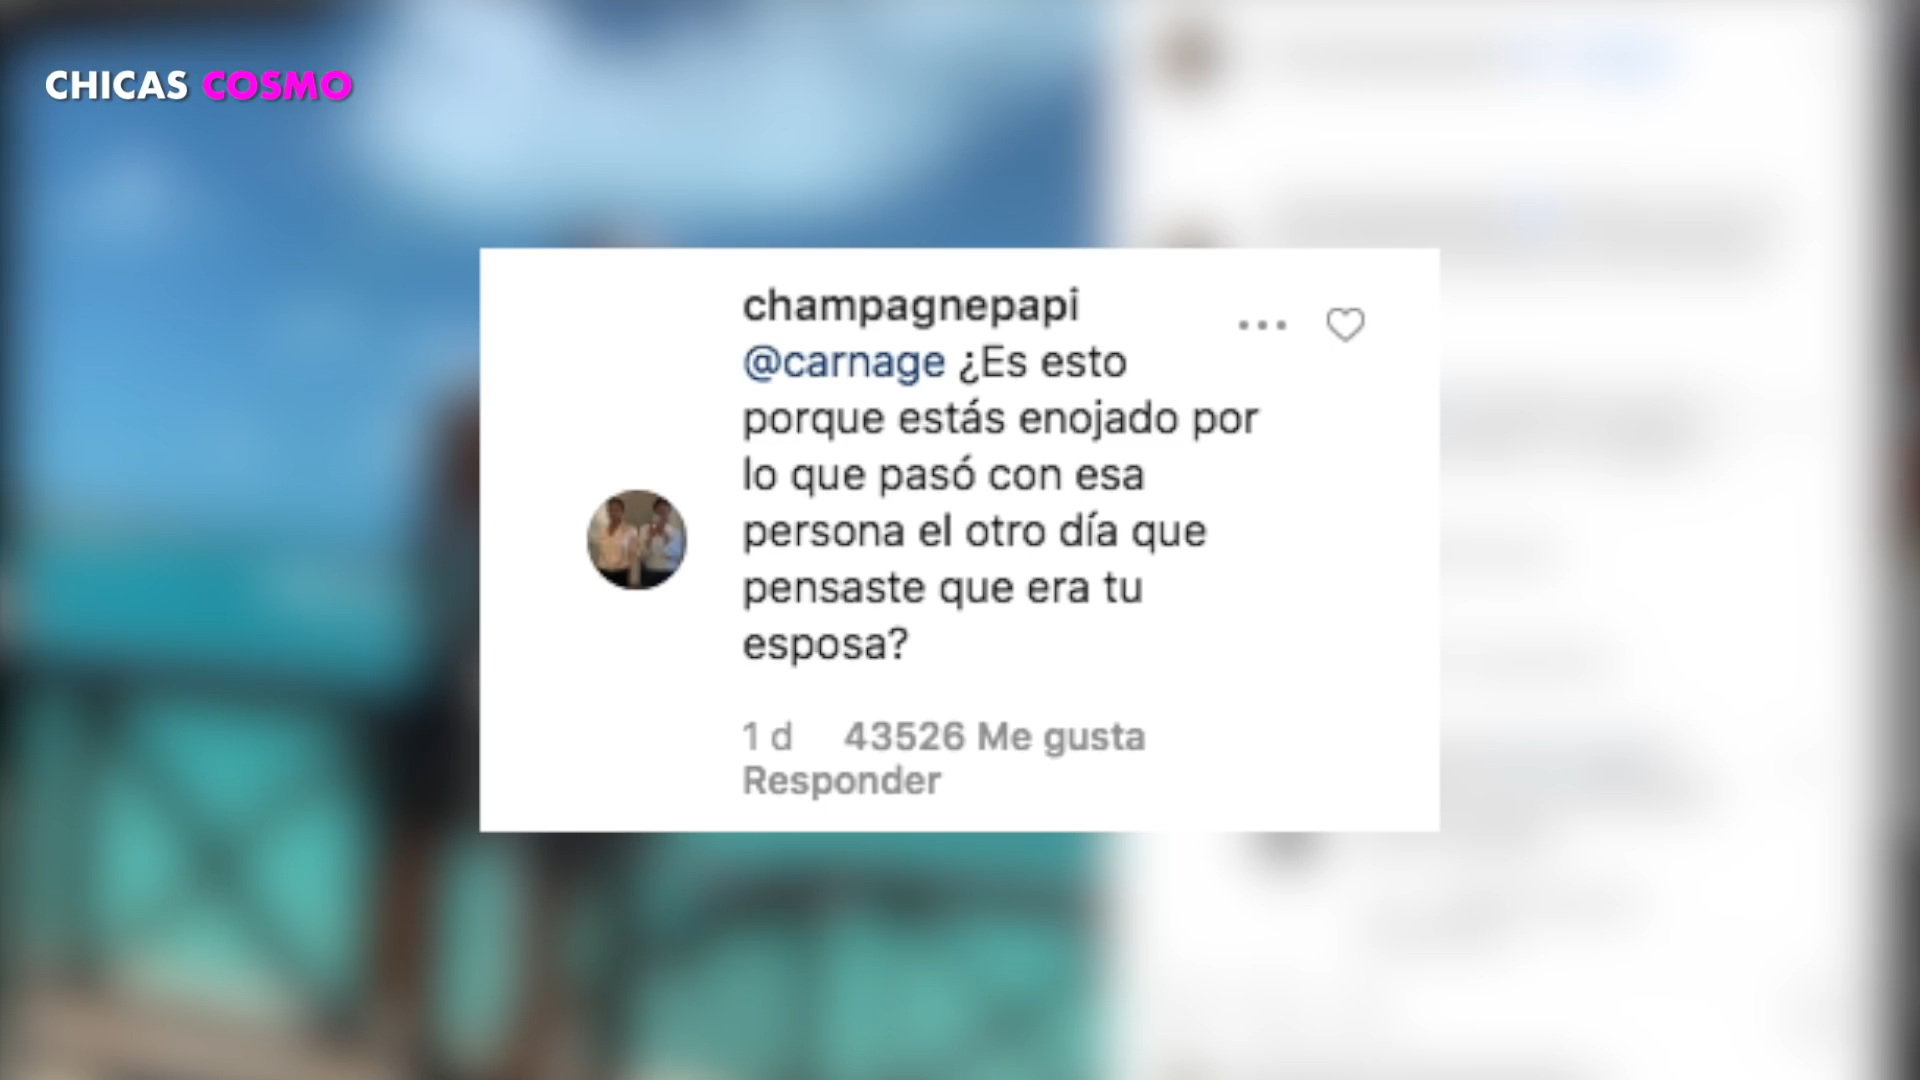 CHICAS COSMO
champagnepapi
@carnage ¿Es esto
porque estás enojado por
lo que pasó con esa
persona el otro día que
pensaste que era tu
esposa?
1 d 43526 Me gusta
Responder